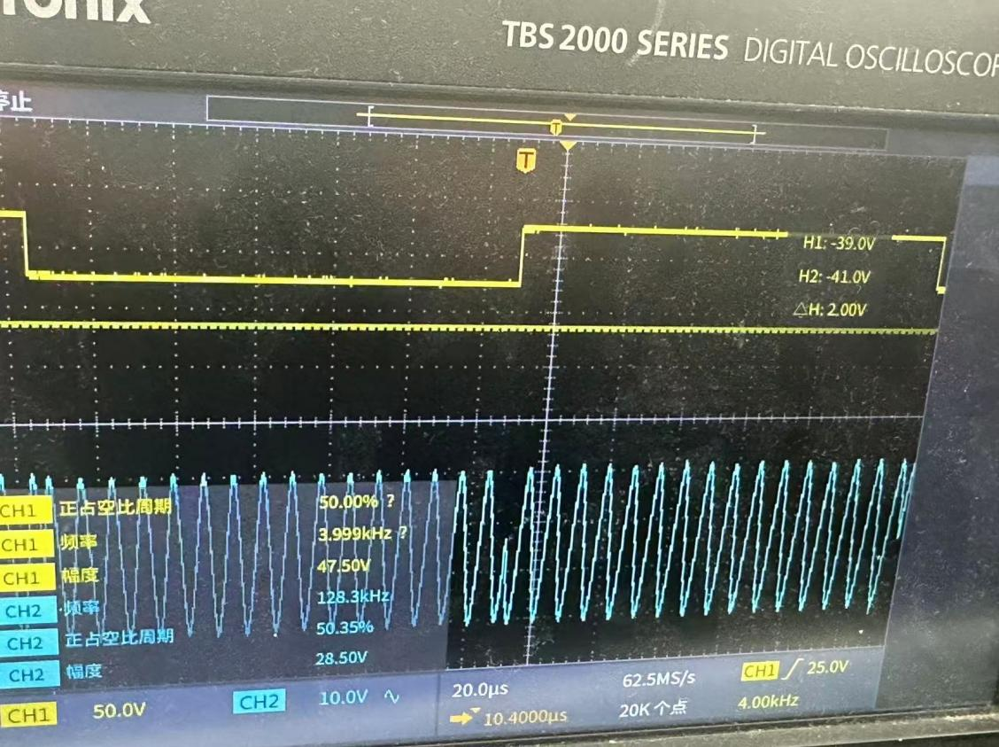 TBS 2000 SERIES DIGITAL OSCILLOSCOP
停止
T
T
H1: -39.0V
H2: -41.0V
△H: 2.00V
CH1 正占空比周期 50.00% ?
CH1 频率 3.999kHz ?
CH1 幅度 47.50V
CH2 频率 128.3kHz
CH2 正占空比周期 50.35%
CH2 幅度 28.50V
CH1 50.0V CH2 10.0V ∿ 20.0µs 62.5MS/s CH1 25.0V
10.4000µs 20K 个点 4.00kHz